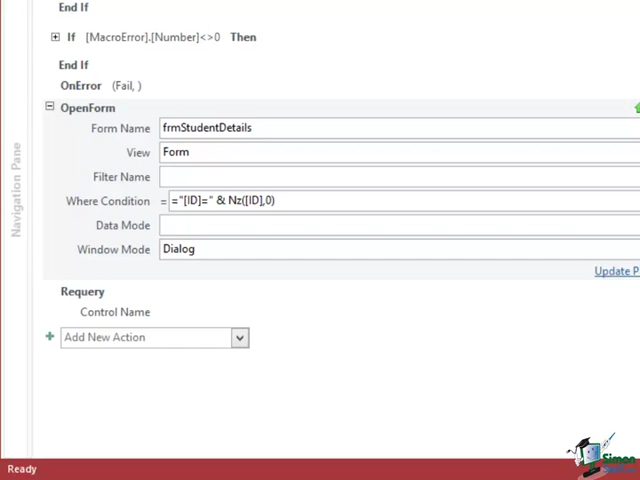 End If
If [MacroError].[Number]<>0 Then
End If
OnError (Fail, )
OpenForm
Form Name frmStudentDetails
View Form
Filter Name
Where Condition = ="[ID]=" & Nz([ID],0)
Data Mode
Window Mode Dialog
Update P
Requery
Control Name
Add New Action
Navigation Pane
Ready
Simon